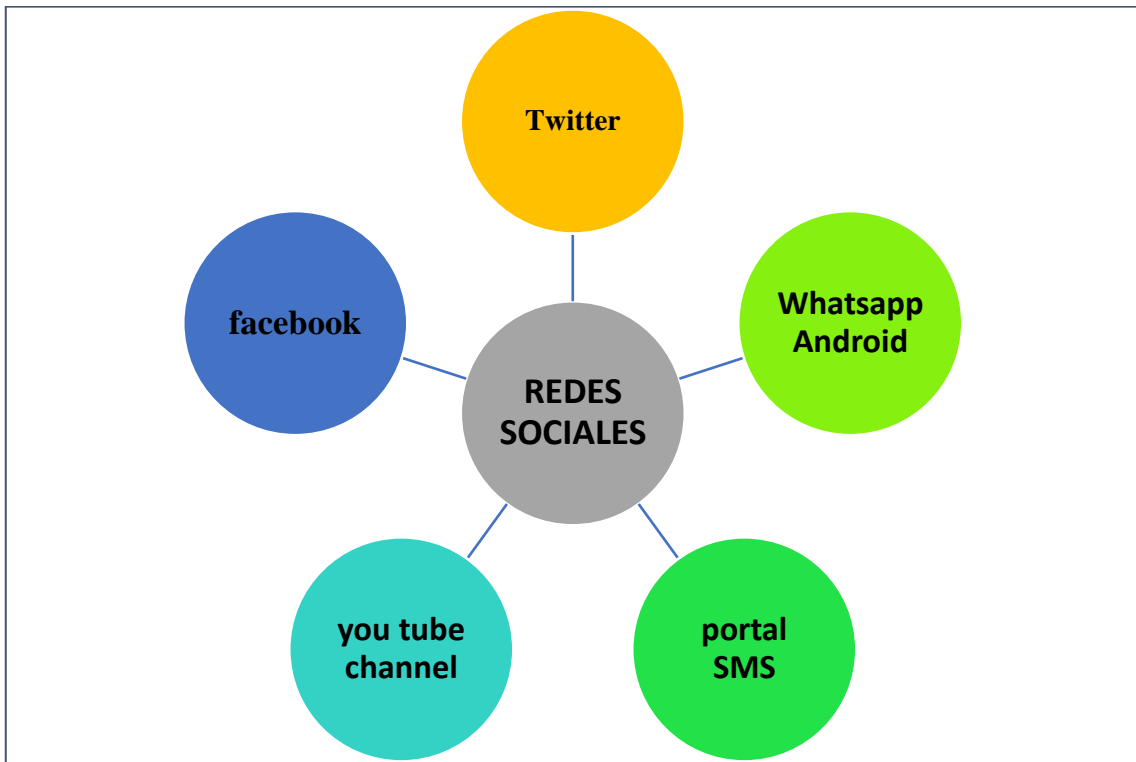 Twitter
facebook
Whatsapp
Android
REDES
SOCIALES
you tube
channel
portal
SMS